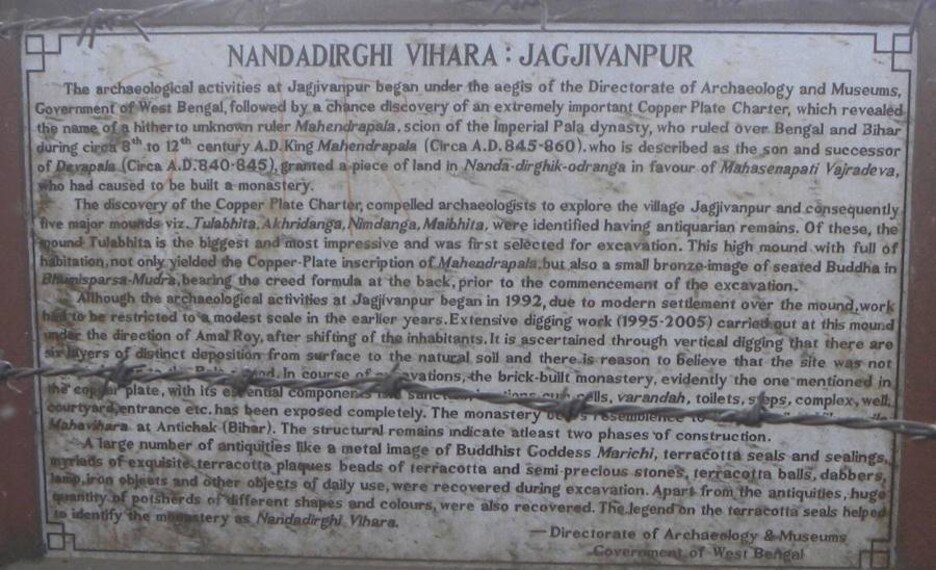 NANDADIRGHI VIHARA : JAGJIVANPUR
The archaeological activities at Jagjivanpur began under the aegis of the Directorate of Archaeology and Museums,
Government of West Bengal, followed by a chance discovery of an extremely important Copper Plate Charter, which revealed
the name of a hitherto unknown ruler Mahendrapala, scion of the Imperial Pala dynasty, who ruled over Bengal and Bihar
during circa 8th to 12th century A.D. King Mahendrapala (Circa A.D. 845-860), who is described as the son and successor
of Devapala (Circa A.D. 840-845), granted a piece of land in Nanda-dirghik-odranga in favour of Mahasenapati Vajradeva,
who had caused to be built a monastery.
The discovery of the Copper Plate Charter, compelled archaeologists to explore the village Jagjivanpur and consequently
five major mounds viz. Tulabhita, Akhridanga, Nimdanga, Maibhita, were identified having antiquarian remains. Of these, the
mound Tulabhita is the biggest and most impressive and was first selected for excavation. This high mound with full of
habitation, not only yielded the Copper-Plate inscription of Mahendrapala, but also a small bronze-image of seated Buddha in
Bhumisparsa-Mudra, bearing the creed formula at the back, prior to the commencement of the excavation.
Although the archaeological activities at Jagjivanpur began in 1992, due to modern settlement over the mound, work
had to be restricted to a modest scale in the earlier years. Extensive digging work (1995-2005) carried out at this mound
under the direction of Amal Roy, after shifting of the inhabitants. It is ascertained through vertical digging that there are
six layers of distinct deposition from surface to the natural soil and there is reason to believe that the site was not
to the In course of excavations, the brick-built monastery, evidently the one mentioned in
the copper plate, with its essential components like cells, varandah, toilets, steps, complex, well,
courtyard, entrance etc. has been exposed completely. The monastery bears resemblence to
Mahavihara at Antichak (Bihar). The structural remains indicate atleast two phases of construction.
A large number of antiquities like a metal image of Buddhist Goddess Marichi, terracotta seals and sealings,
myriads of exquisite terracotta plaques beads of terracotta and semi-precious stones, terracotta balls, dabbers,
lamp, iron objects and other objects of daily use, were recovered during excavation. Apart from the antiquities, huge
quantity of potsherds of different shapes and colours, were also recovered. The legend on the terracotta seals helped
to identify the monastery as Nandadirghi Vihara.
— Directorate of Archaeology & Museums
Government of West Bengal